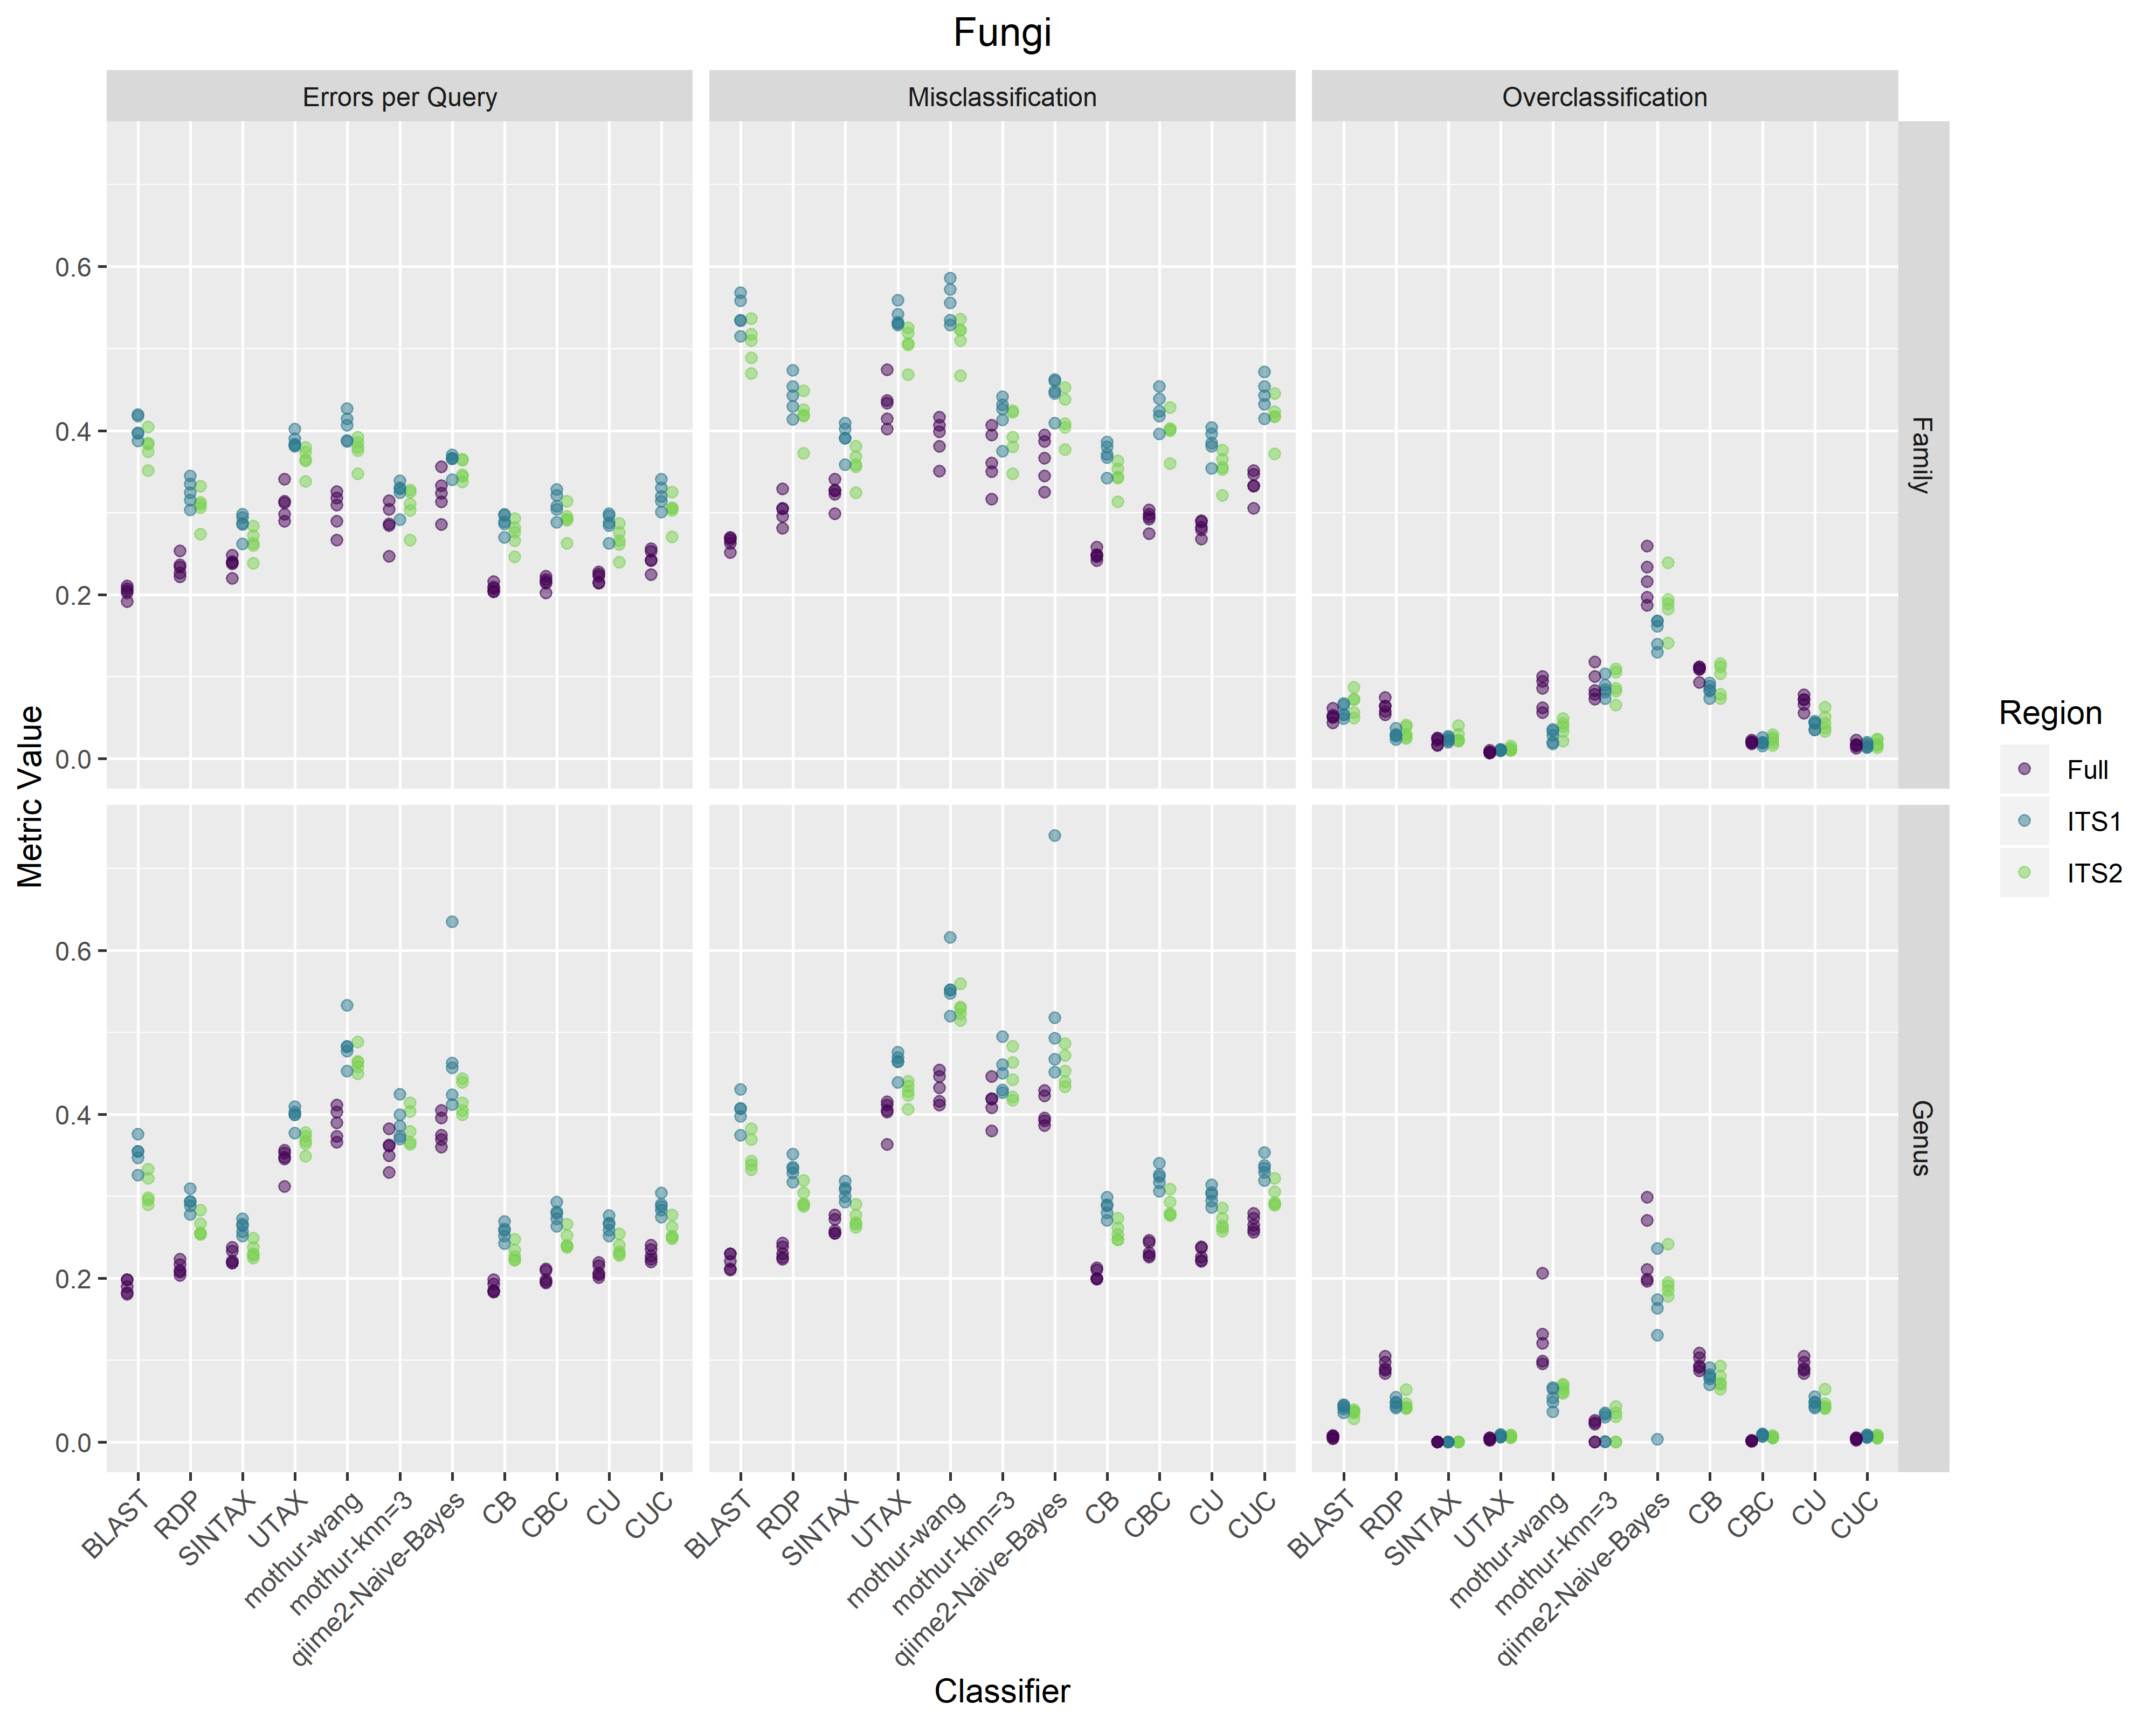 Fungi
Errors per Query
Misclassification
Overclassification
Metric Value
0.6
0.4
0.2
0.0
Family
0.6
0.4
0.2
0.0
Genus
BLAST
RDP
SINTAX
UTAX
mothur-wang
mothur-knn=3
qiime2-Naive-Bayes
CB
CBC
CU
CUC
BLAST
RDP
SINTAX
UTAX
mothur-wang
mothur-knn=3
qiime2-Naive-Bayes
CB
CBC
CU
CUC
BLAST
RDP
SINTAX
UTAX
mothur-wang
mothur-knn=3
qiime2-Naive-Bayes
CB
CBC
CU
CUC
Classifier
Region
Full
ITS1
ITS2